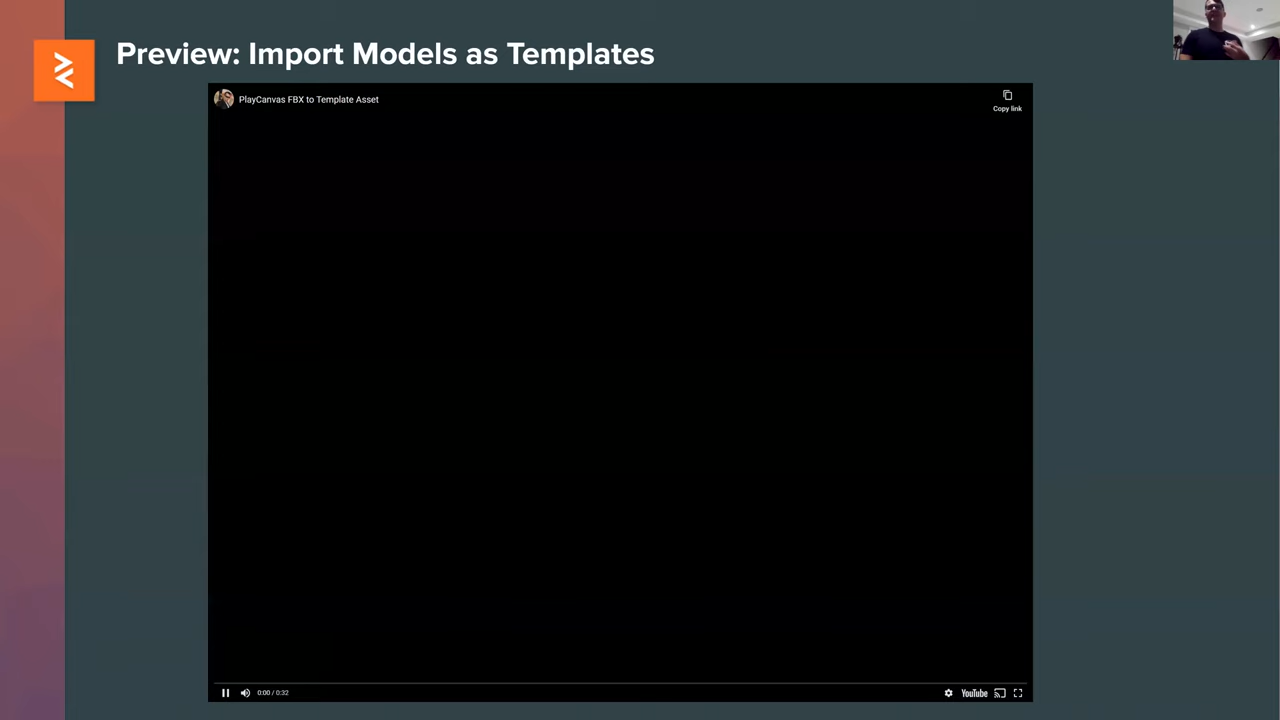 Preview: Import Models as Templates
PlayCanvas FBX to Template Asset
Copy link
0:00 / 0:32
YouTube